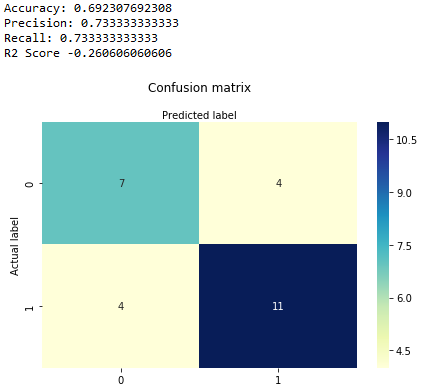 Accuracy: 0.692307692308
Precision: 0.733333333333
Recall: 0.733333333333
R2 Score -0.260606060606
Confusion matrix
Predicted label
Actual label
0
7
4
1
4
11
0
1
10.5
9.0
7.5
6.0
4.5